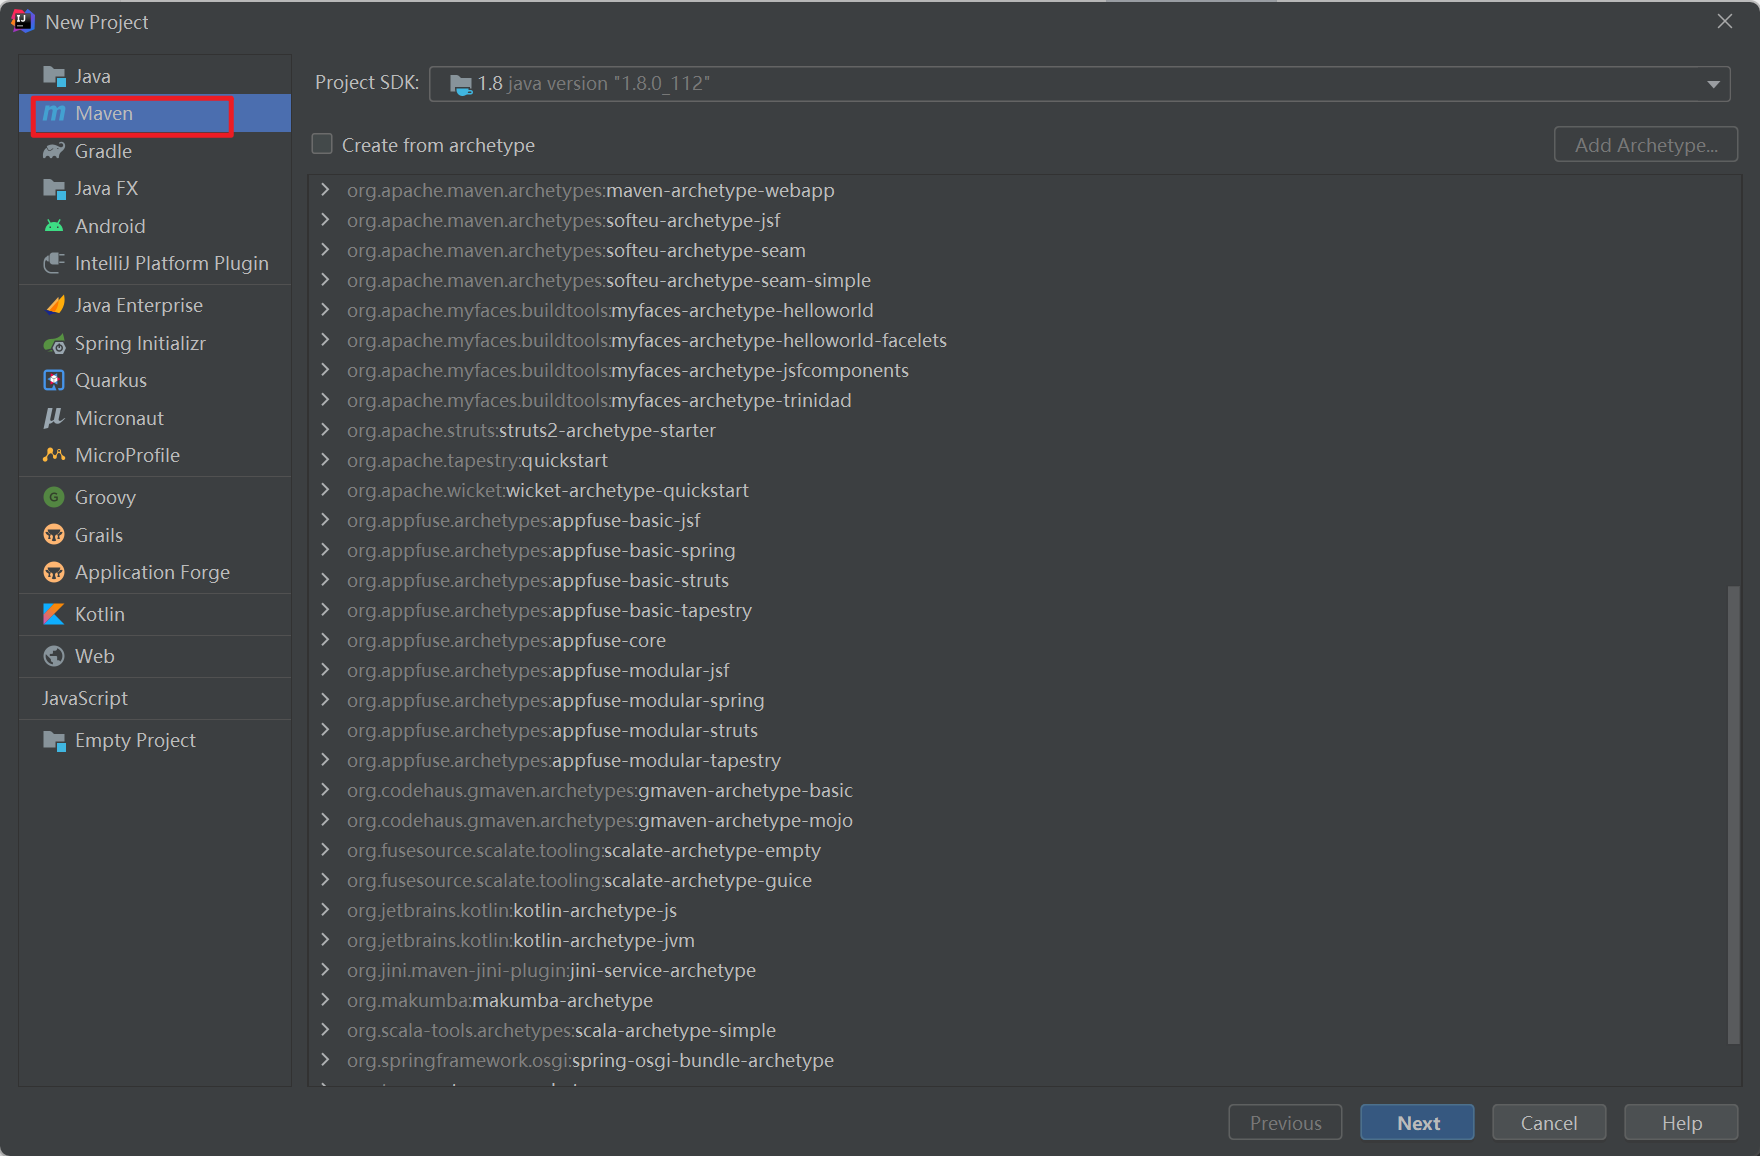 New Project
Java
Maven
Gradle
Java FX
Android
IntelliJ Platform Plugin
Java Enterprise
Spring Initializr
Quarkus
Micronaut
MicroProfile
Groovy
Grails
Application Forge
Kotlin
Web
JavaScript
Empty Project
Project SDK: 1.8 java version "1.8.0_112"
Create from archetype
Add Archetype...
org.apache.maven.archetypes:maven-archetype-webapp
org.apache.maven.archetypes:softeu-archetype-jsf
org.apache.maven.archetypes:softeu-archetype-seam
org.apache.maven.archetypes:softeu-archetype-seam-simple
org.apache.myfaces.buildtools:myfaces-archetype-helloworld
org.apache.myfaces.buildtools:myfaces-archetype-helloworld-facelets
org.apache.myfaces.buildtools:myfaces-archetype-jsfcomponents
org.apache.myfaces.buildtools:myfaces-archetype-trinidad
org.apache.struts:struts2-archetype-starter
org.apache.tapestry:quickstart
org.apache.wicket:wicket-archetype-quickstart
org.appfuse.archetypes:appfuse-basic-jsf
org.appfuse.archetypes:appfuse-basic-spring
org.appfuse.archetypes:appfuse-basic-struts
org.appfuse.archetypes:appfuse-basic-tapestry
org.appfuse.archetypes:appfuse-core
org.appfuse.archetypes:appfuse-modular-jsf
org.appfuse.archetypes:appfuse-modular-spring
org.appfuse.archetypes:appfuse-modular-struts
org.appfuse.archetypes:appfuse-modular-tapestry
org.codehaus.gmaven.archetypes:gmaven-archetype-basic
org.codehaus.gmaven.archetypes:gmaven-archetype-mojo
org.fusesource.scalate.tooling:scalate-archetype-empty
org.fusesource.scalate.tooling:scalate-archetype-guice
org.jetbrains.kotlin:kotlin-archetype-js
org.jetbrains.kotlin:kotlin-archetype-jvm
org.jini.maven-jini-plugin:jini-service-archetype
org.makumba:makumba-archetype
org.scala-tools.archetypes:scala-archetype-simple
org.springframework.osgi:spring-osgi-bundle-archetype
Previous
Next
Cancel
Help